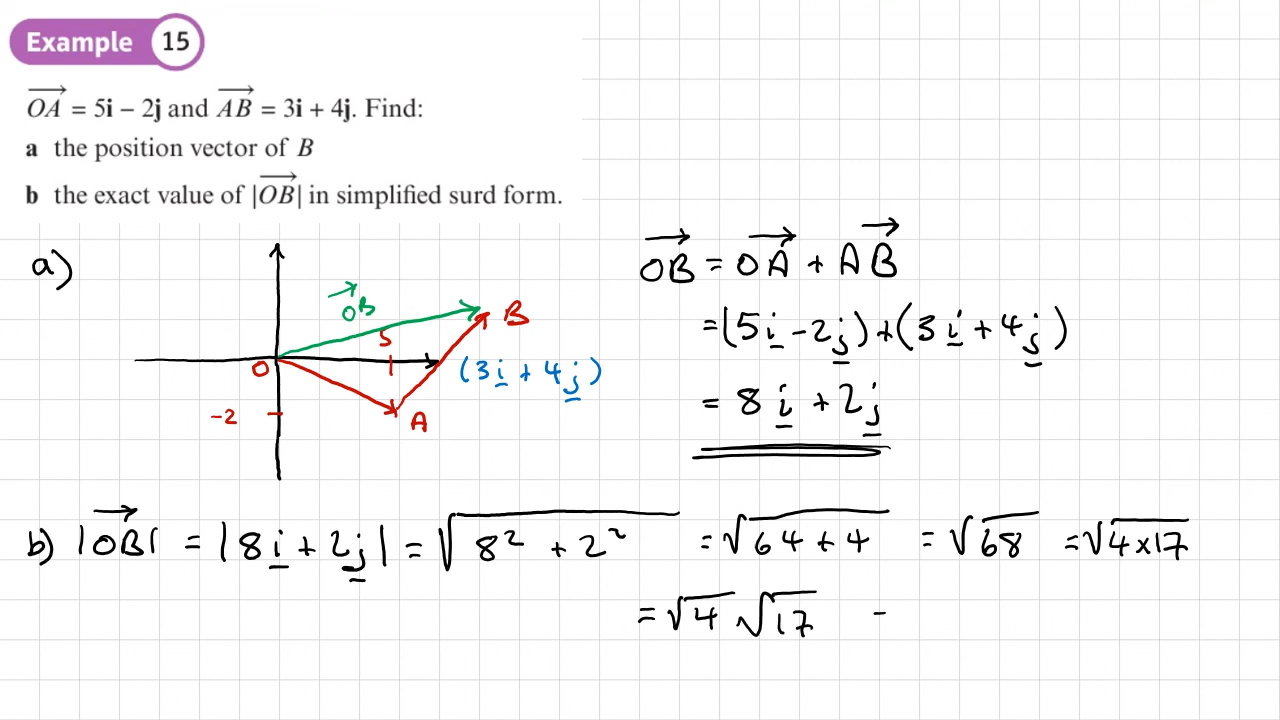 Example 15
OA = 5i − 2j and AB = 3i + 4j. Find:
a the position vector of B
b the exact value of |OB| in simplified surd form.
a)
OB
5
B
O
(3i + 4j)
-2
A
OB = OA + AB
= (5i - 2j) + (3i + 4j)
= 8i + 2j
b) |OB| = |8i + 2j| = √8² + 2² = √64 + 4 = √68 = √4×17
= √4 √17 =